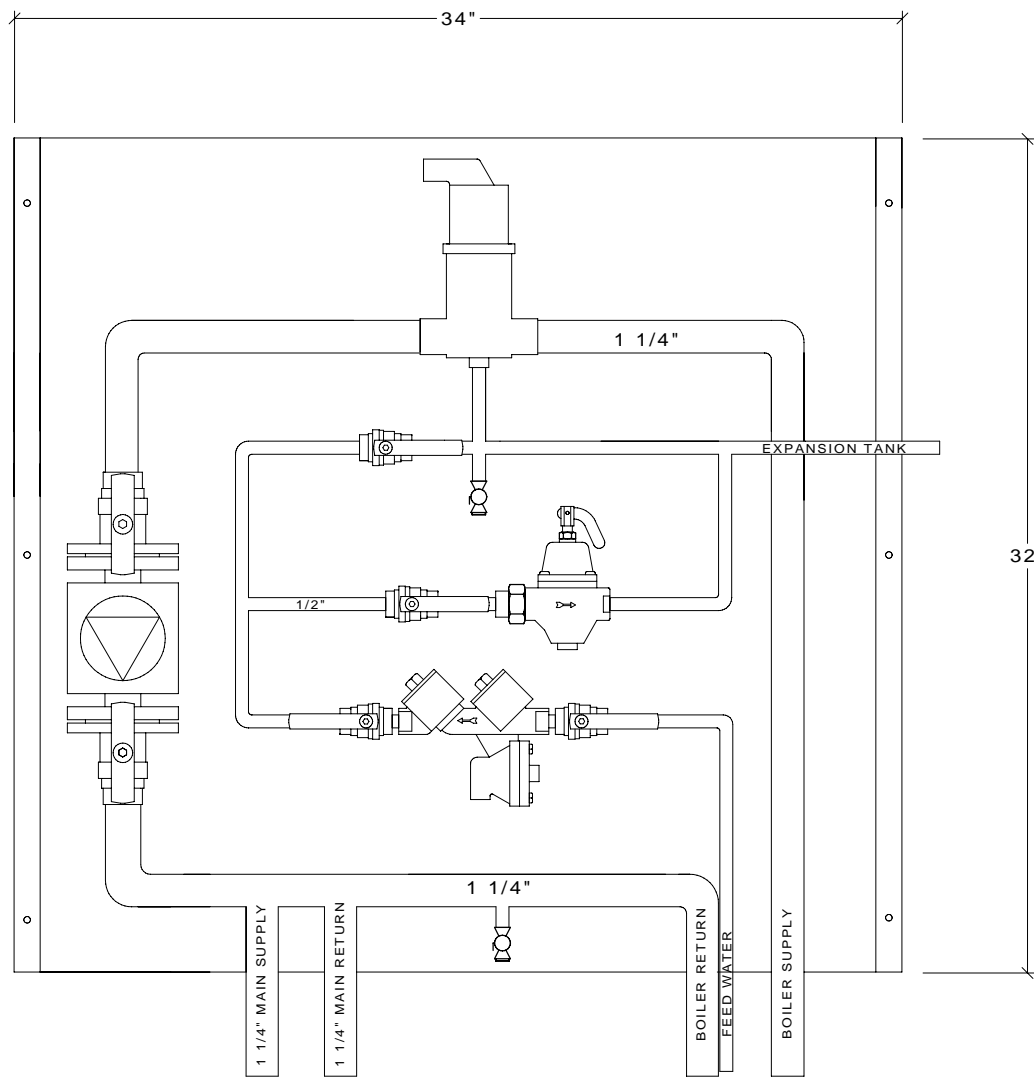 34"
1 1/4"
EXPANSION TANK
32
1/2"
1 1/4"
1 1/4" MAIN SUPPLY
1 1/4" MAIN RETURN
BOILER RETURN
FEED WATER
BOILER SUPPLY